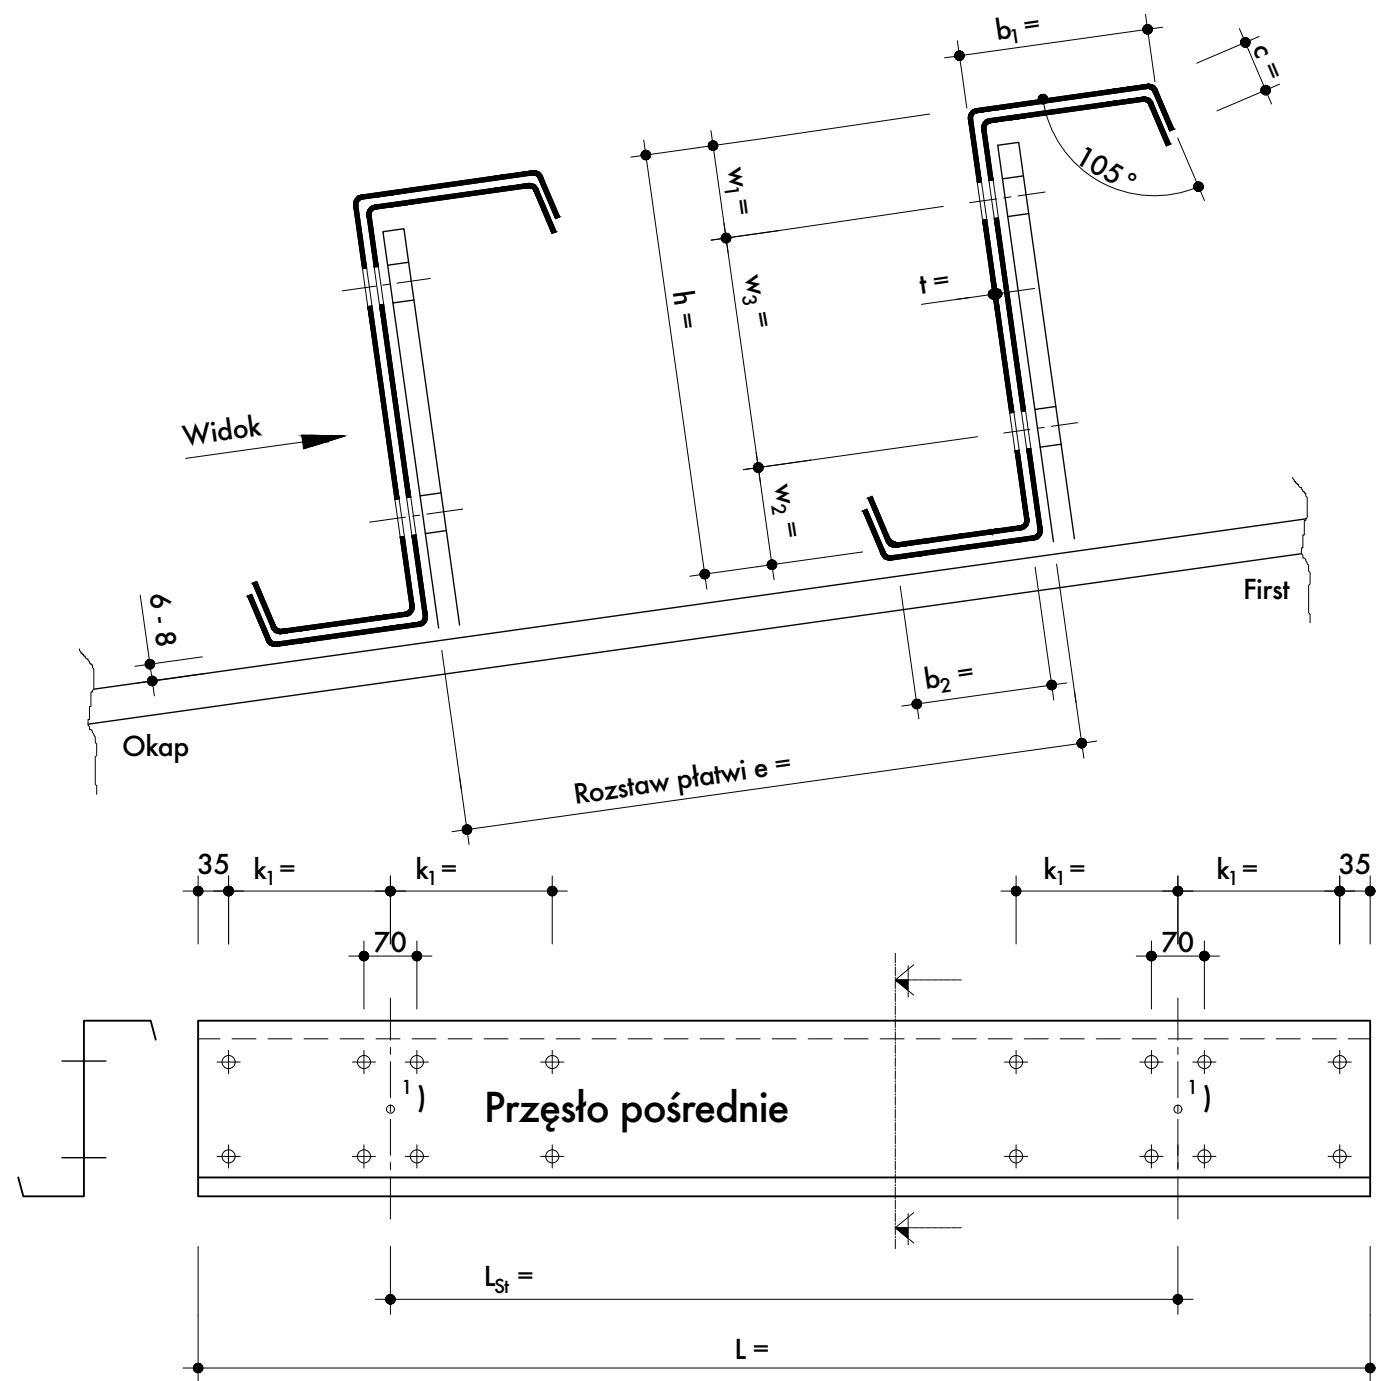 b₁ =
c =
105°
w₁ =
h =
w₃ =
t =
Widok
w₂ =
6 - 8
First
b₂ =
Okap
Rozstaw płatwi e =
35 k₁ = k₁ = k₁ = k₁ = 35
70 70
¹) ¹)
Przęsło pośrednie
L_St =
L =